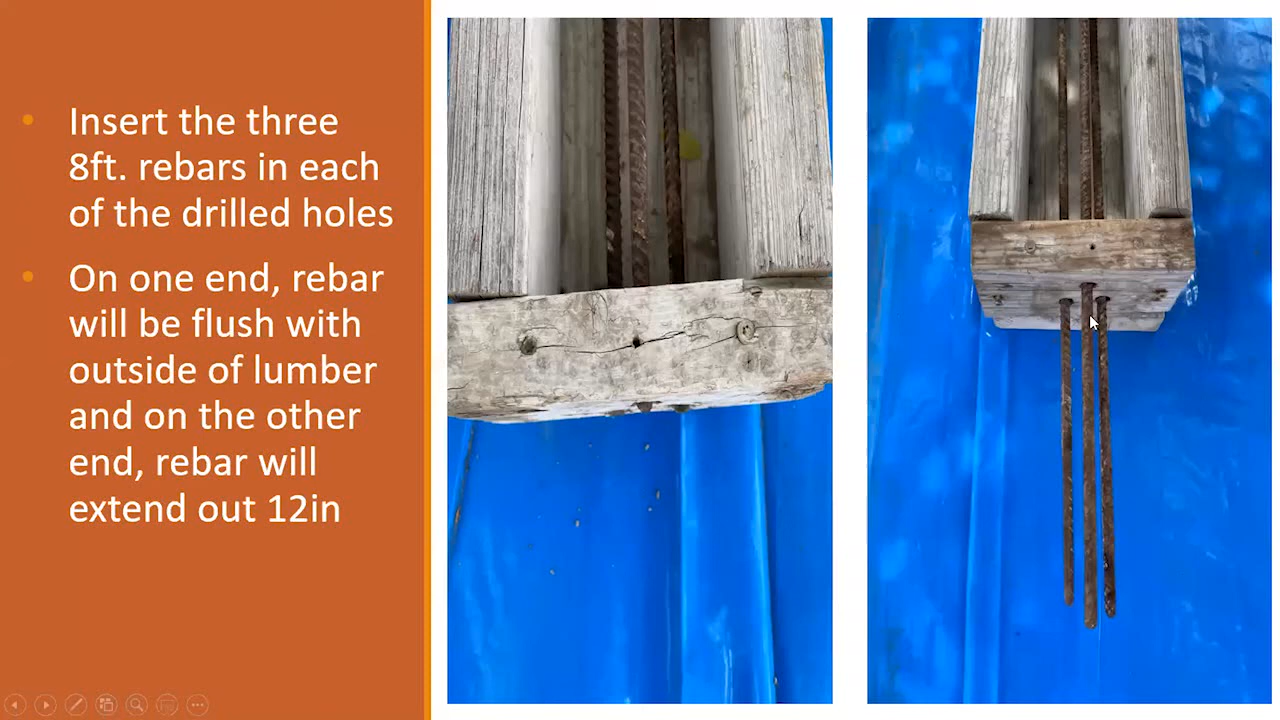 Insert the three
8ft. rebars in each
of the drilled holes
On one end, rebar
will be flush with
outside of lumber
and on the other
end, rebar will
extend out 12in